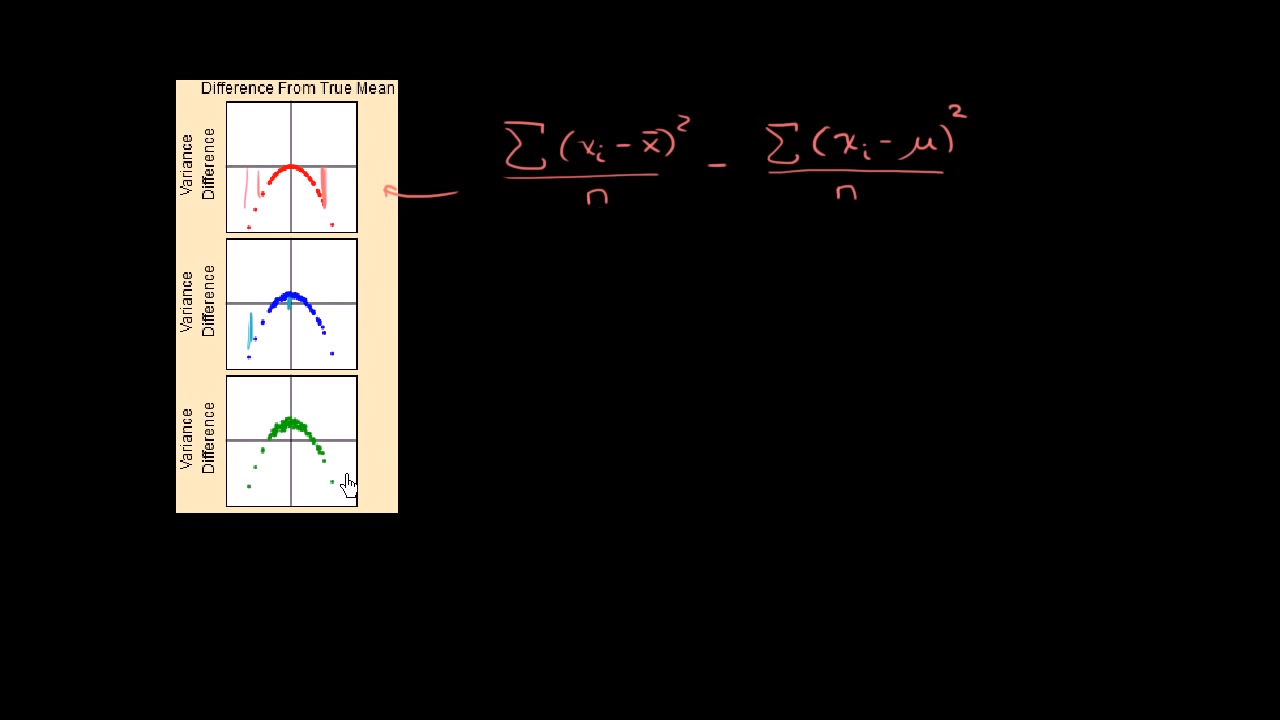 Difference From True Mean
Variance
Difference
∑ (xᵢ - x̄)² / n - ∑ (xᵢ - μ)² / n
Variance
Difference
Variance
Difference